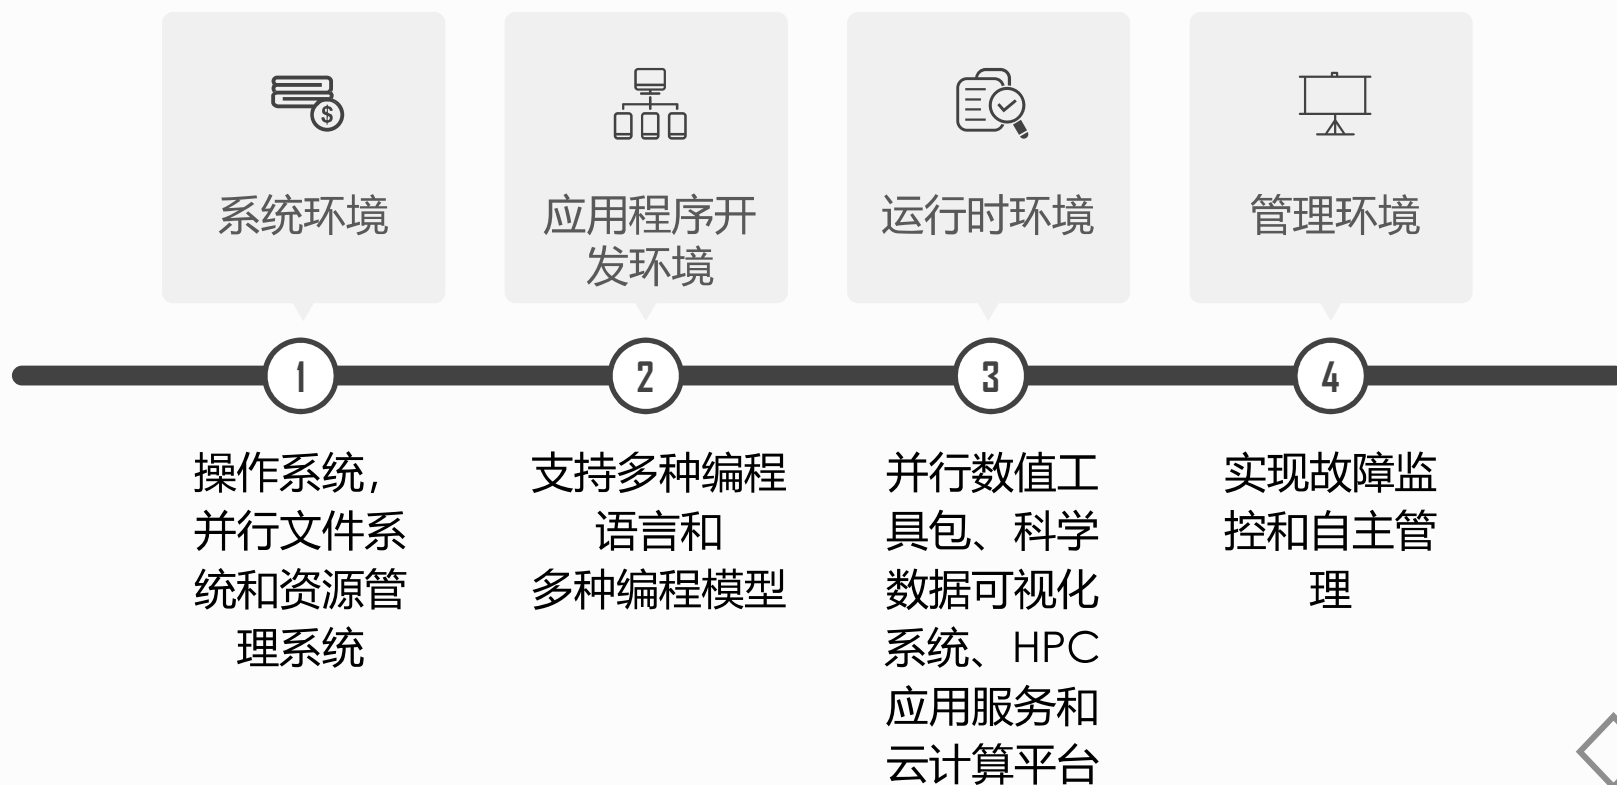 系统环境
应用程序开
发环境
运行时环境
管理环境
1
2
3
4
操作系统，
并行文件系
统和资源管
理系统
支持多种编程
语言和
多种编程模型
并行数值工
具包、科学
数据可视化
系统、HPC
应用服务和
云计算平台
实现故障监
控和自主管
理